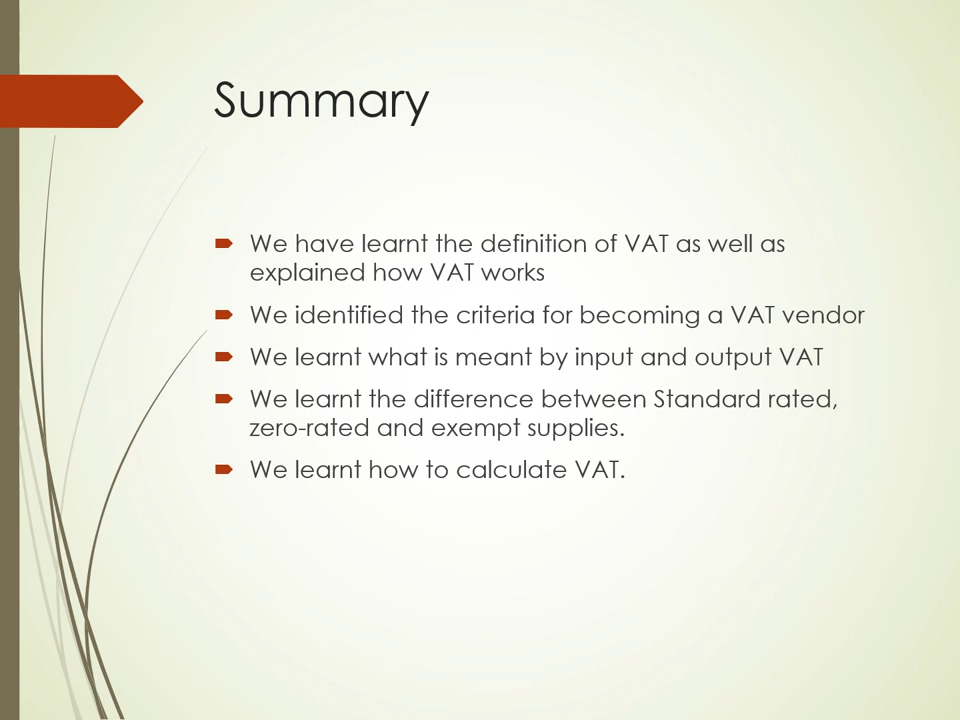 Summary
We have learnt the definition of VAT as well as
explained how VAT works
We identified the criteria for becoming a VAT vendor
We learnt what is meant by input and output VAT
We learnt the difference between Standard rated,
zero-rated and exempt supplies.
We learnt how to calculate VAT.